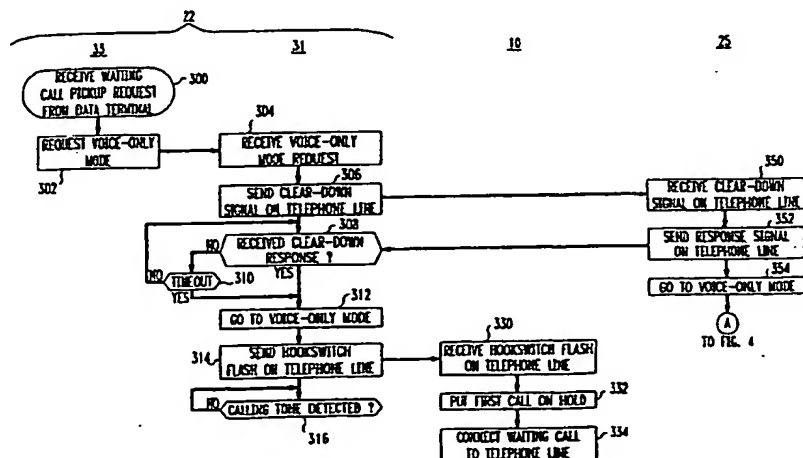 22
33
31
10
25
RECEIVE WAITING
CALL PICKUP REQUEST
FROM DATA TERMINAL
300
REQUEST VOICE-ONLY
MODE
302
304
RECEIVE VOICE-ONLY
MODE REQUEST
306
SEND CLEAR-DOWN
SIGNAL ON TELEPHONE LINE
308
RECEIVED CLEAR-DOWN
RESPONSE ?
NO
YES
TIMEOUT
310
NO
YES
312
GO TO VOICE-ONLY MODE
314
SEND HOOKSWITCH
FLASH ON TELEPHONE LINE
CALLING TONE DETECTED ?
NO
316
330
RECEIVE HOOKSWITCH FLASH
ON TELEPHONE LINE
332
PUT FIRST CALL ON HOLD
334
CONNECT WAITING CALL
TO TELEPHONE LINE
350
RECEIVE CLEAR-DOWN
SIGNAL ON TELEPHONE LINE
352
SEND RESPONSE SIGNAL
ON TELEPHONE LINE
354
GO TO VOICE-ONLY MODE
A
TO FIG. 4